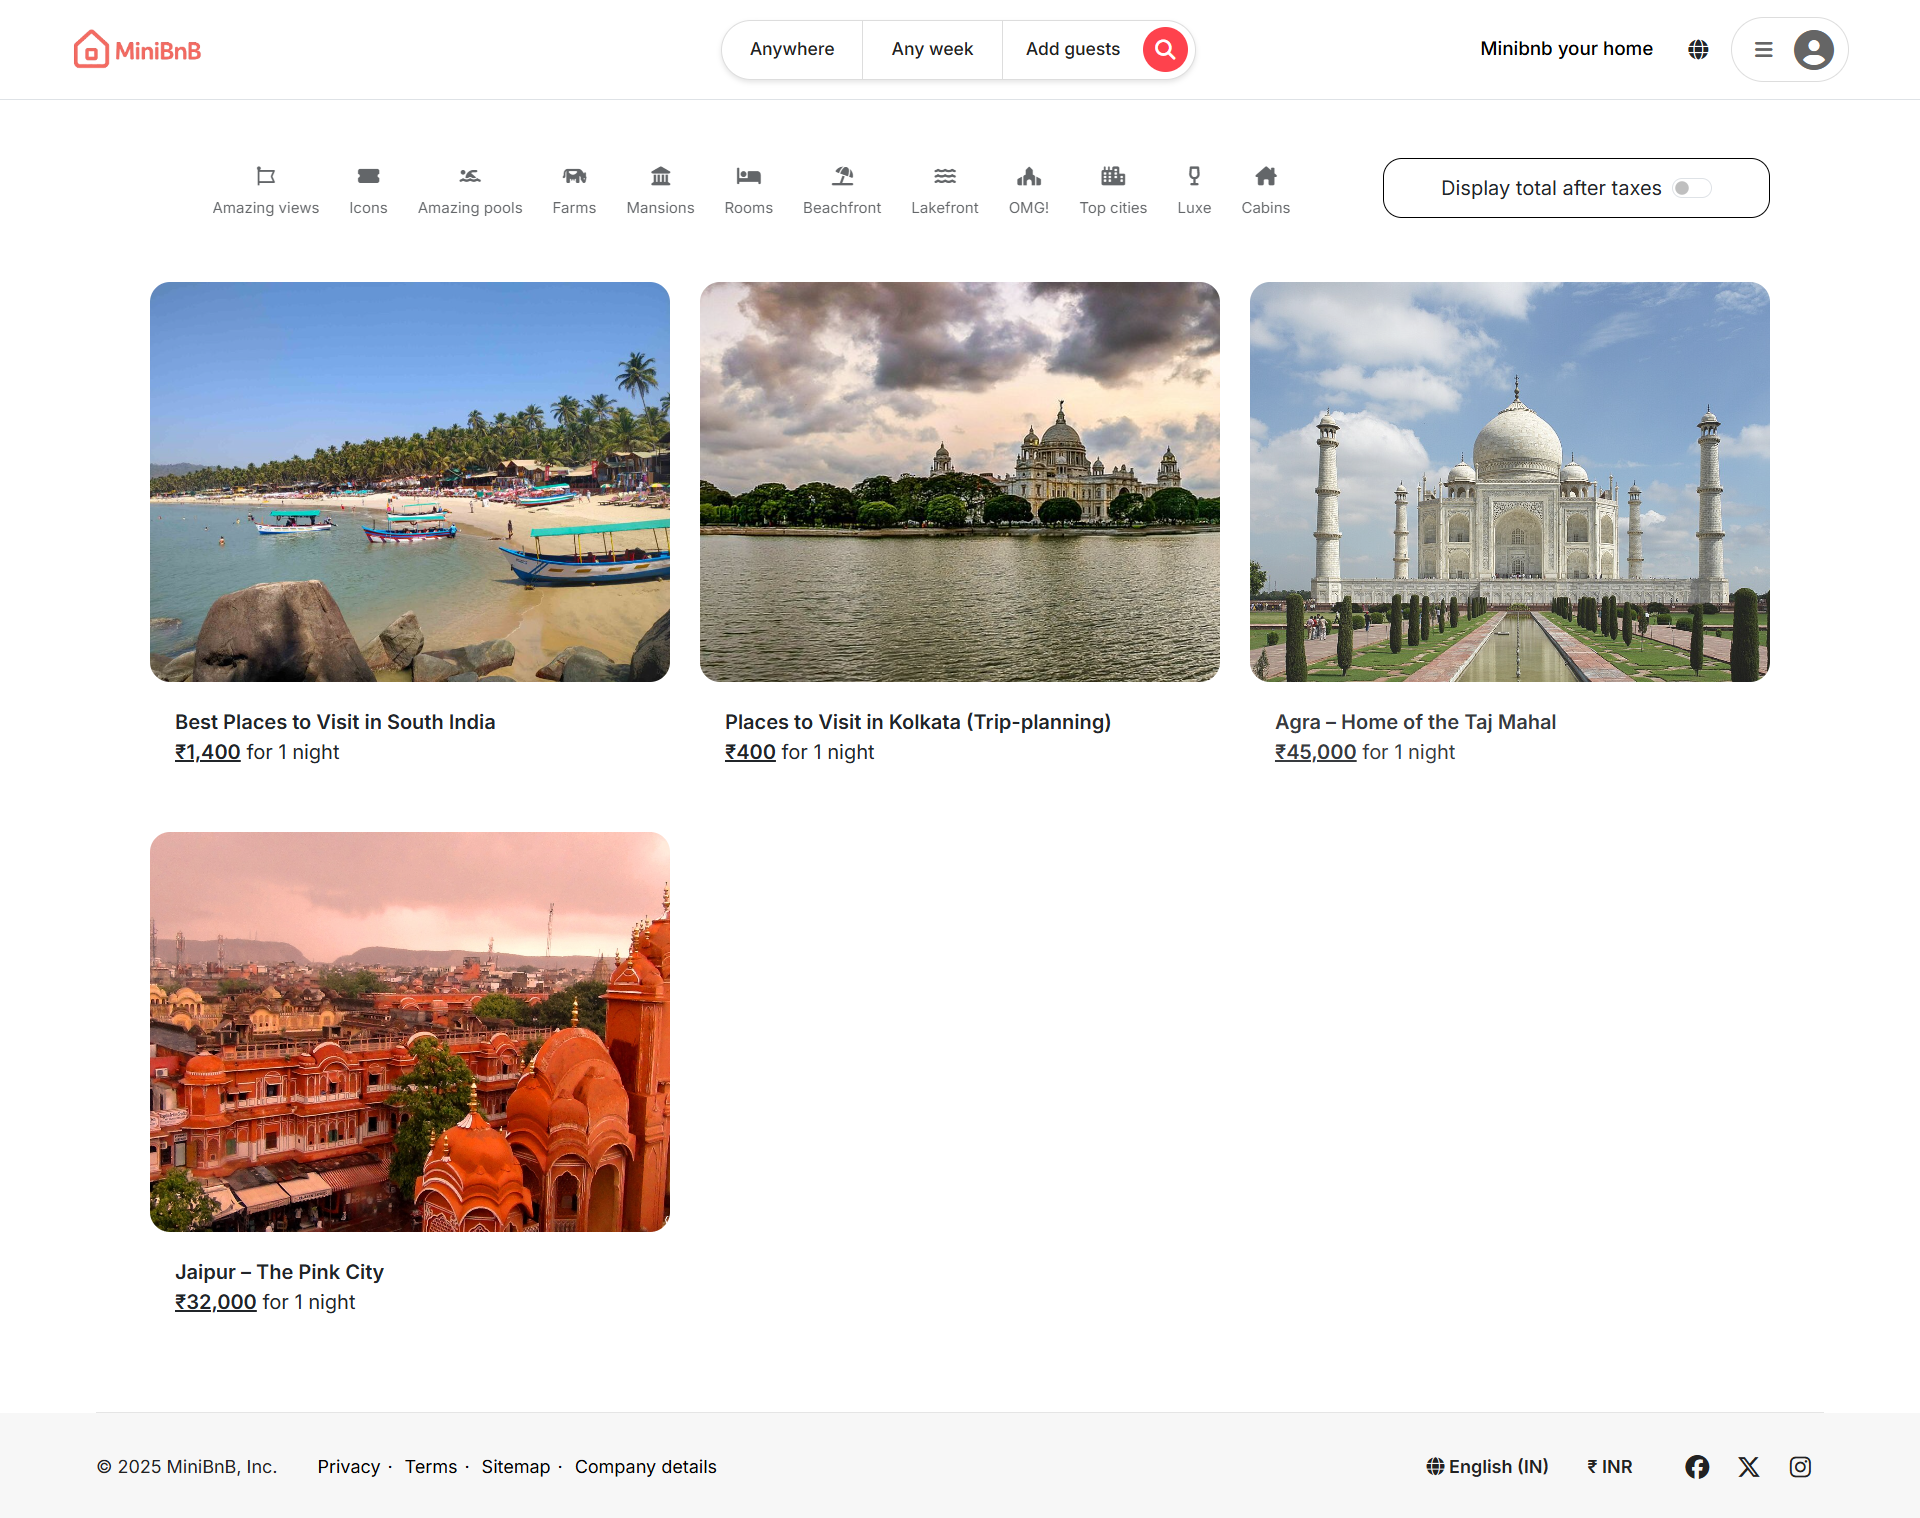 MiniBnB
Anywhere
Any week
Add guests
Minibnb your home
Amazing views
Icons
Amazing pools
Farms
Mansions
Rooms
Beachfront
Lakefront
OMG!
Top cities
Luxe
Cabins
Display total after taxes
Best Places to Visit in South India
₹1,400 for 1 night
Places to Visit in Kolkata (Trip-planning)
₹400 for 1 night
Agra – Home of the Taj Mahal
₹45,000 for 1 night
Jaipur – The Pink City
₹32,000 for 1 night
© 2025 MiniBnB, Inc.
Privacy · Terms · Sitemap · Company details
English (IN)
₹ INR